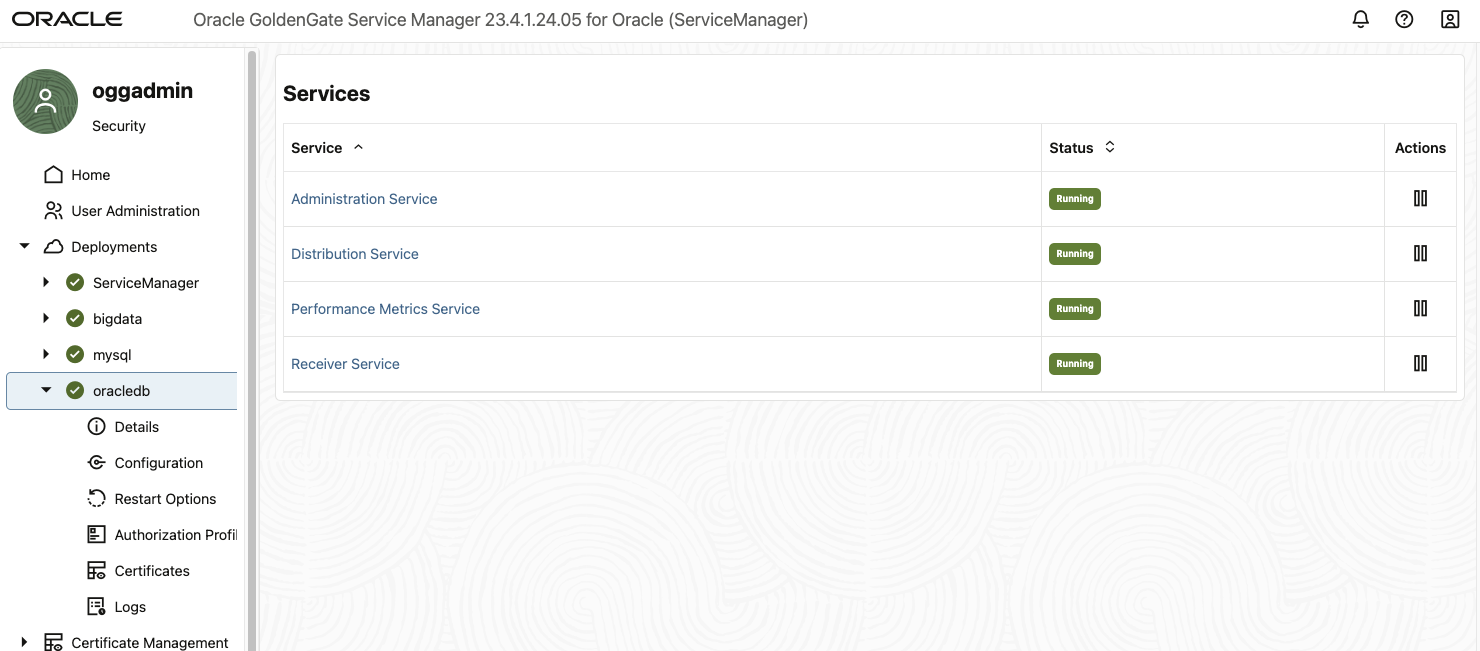 ORACLE
Oracle GoldenGate Service Manager 23.4.1.24.05 for Oracle (ServiceManager)
oggadmin
Security
Home
User Administration
Deployments
ServiceManager
bigdata
mysql
oracledb
Details
Configuration
Restart Options
Authorization Profil
Certificates
Logs
Certificate Management
Services
Service Status Actions
Administration Service Running
Distribution Service Running
Performance Metrics Service Running
Receiver Service Running